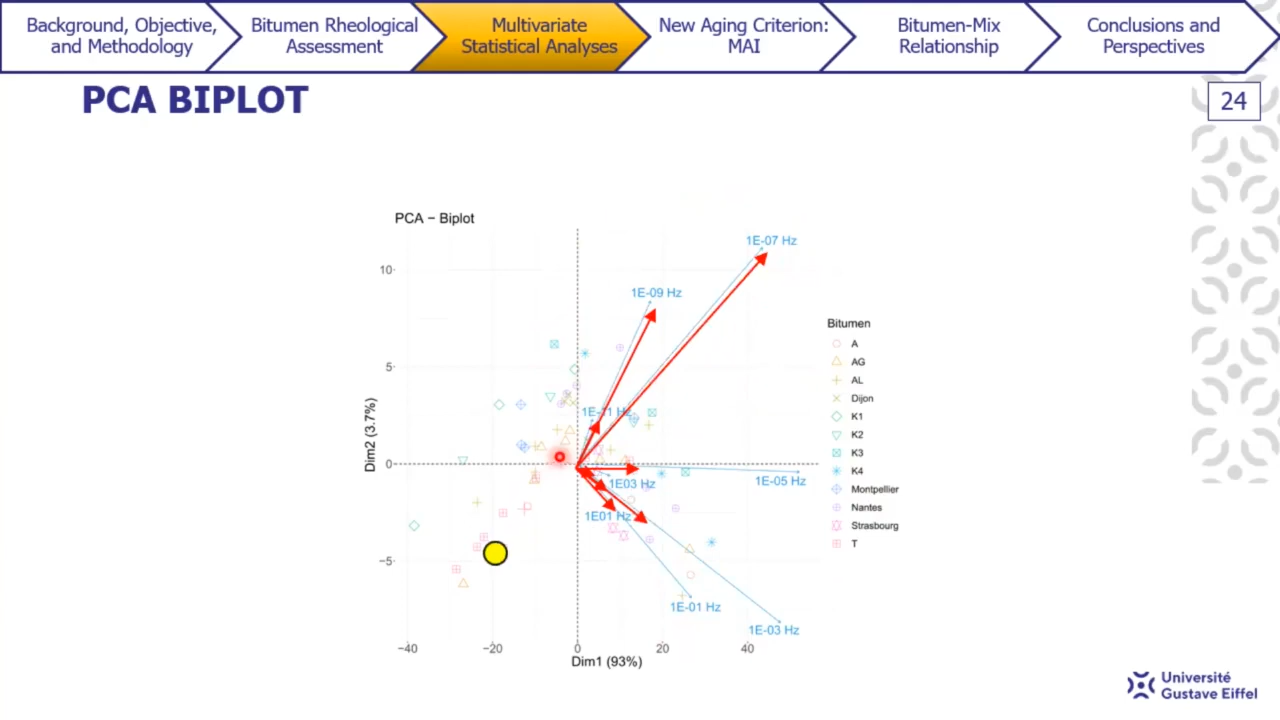 Background, Objective,
and Methodology
Bitumen Rheological
Assessment
Multivariate
Statistical Analyses
New Aging Criterion:
MAI
Bitumen-Mix
Relationship
Conclusions and
Perspectives
PCA BIPLOT
24
PCA − Biplot
1E-07 Hz
1E-09 Hz
1E-11 Hz
1E-05 Hz
1E03 Hz
1E01 Hz
1E-01 Hz
1E-03 Hz
10
5
0
−5
Dim2 (3.7%)
−40
−20
0
20
40
Dim1 (93%)
Bitumen
A
AG
AL
Dijon
K1
K2
K3
K4
Montpellier
Nantes
Strasbourg
T
Université
Gustave Eiffel